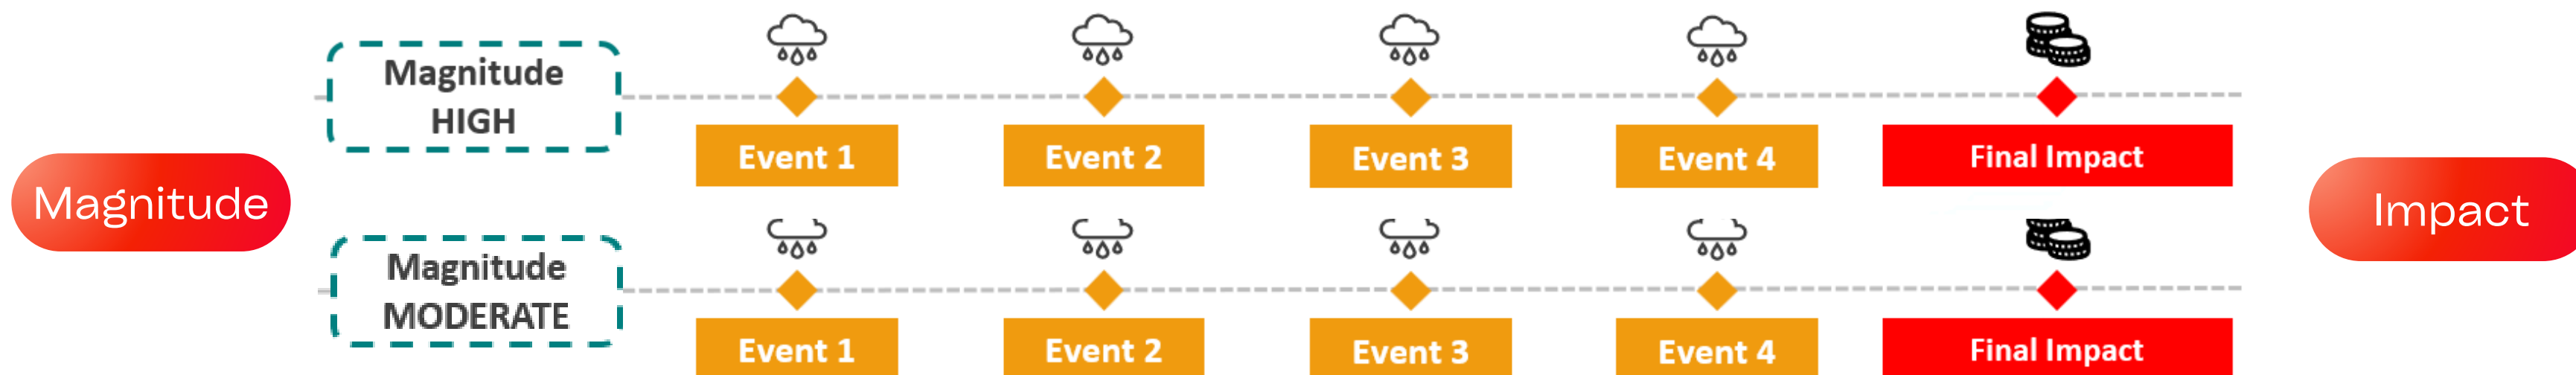 Magnitude
Magnitude
HIGH
Event 1
Event 2
Event 3
Event 4
Final Impact
Magnitude
MODERATE
Event 1
Event 2
Event 3
Event 4
Final Impact
Impact